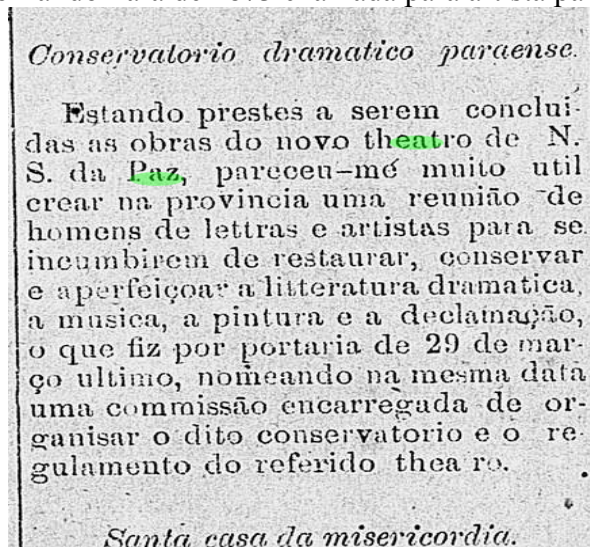 Conservatorio dramatico paraense.
Estando prestes a serem conclui-
das as obras do novo theatro de N.
S. da Paz, pareceu-me muito util
crear na provincia uma reunião de
homens de lettras e artistas para se
incumbirem de restaurar, conservar
e aperfeiçoar a litteratura dramatica,
a musica, a pintura e a declamação,
o que fiz por portaria de 29 de mar-
ço ultimo, nomeando na mesma data
uma commissão encarregada de or-
ganisar o dito conservatorio e o re
gulamento do referido thea ro.
Santa casa da misericordia.